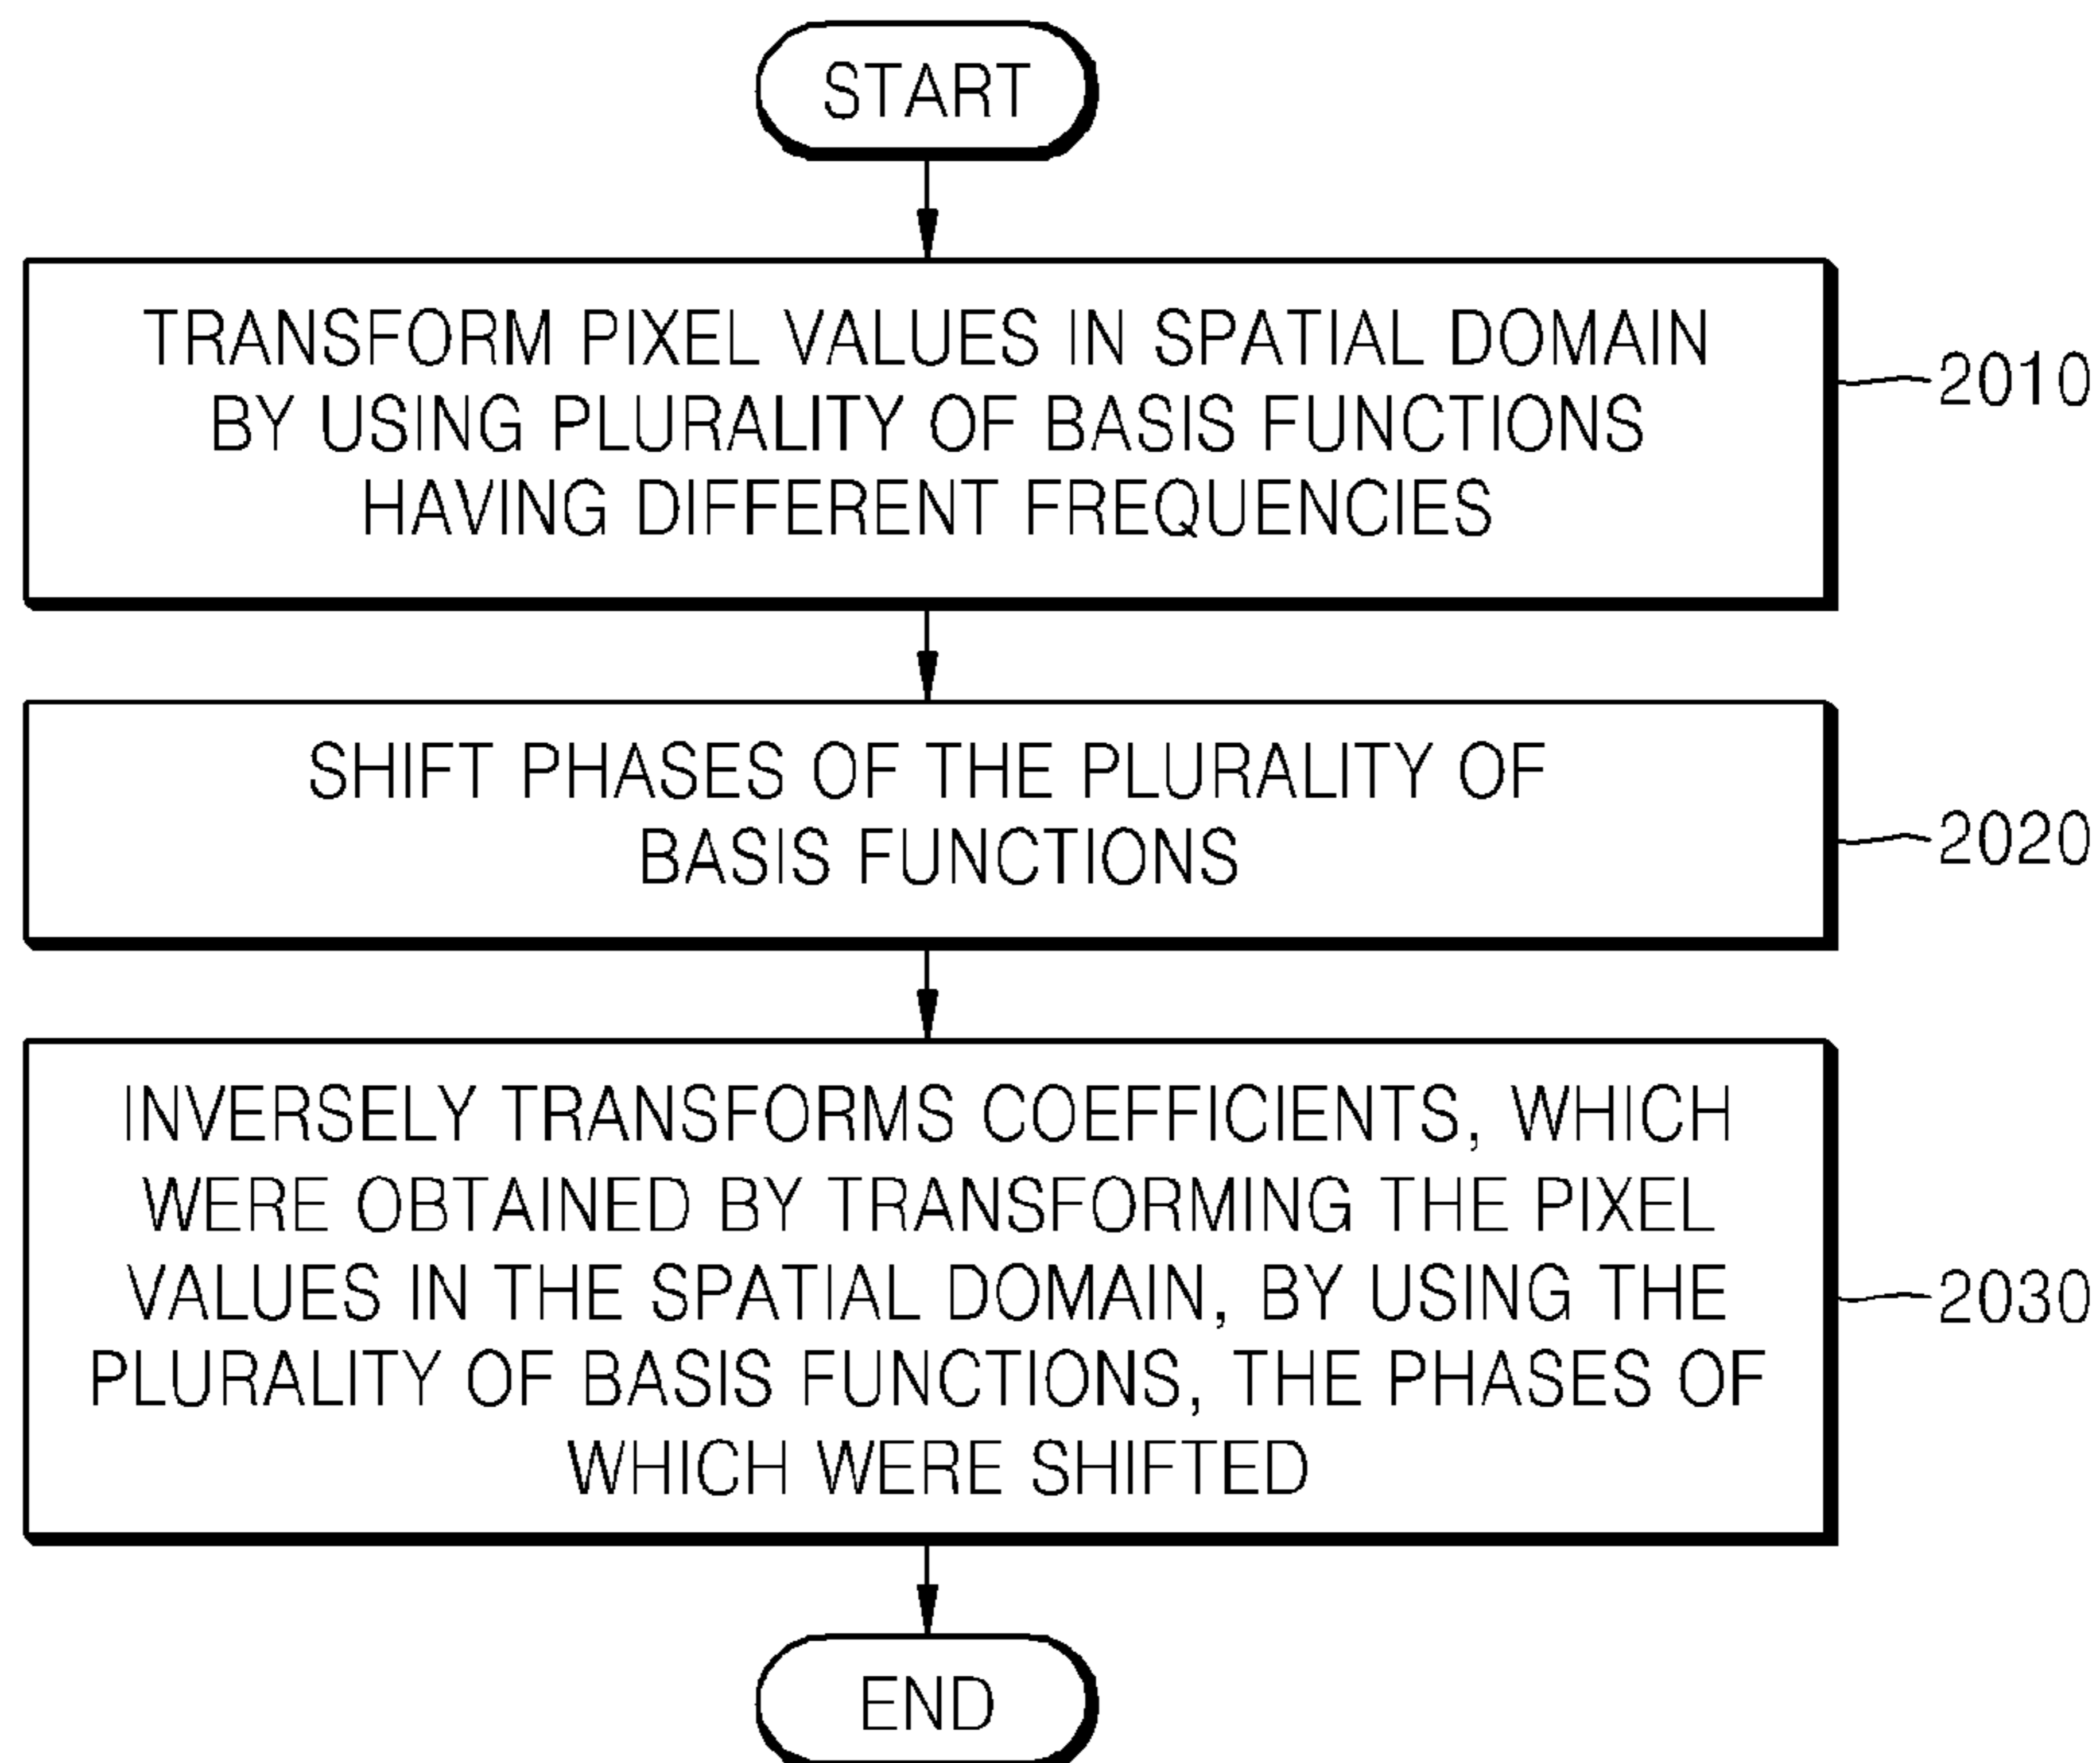 START
TRANSFORM PIXEL VALUES IN SPATIAL DOMAIN
BY USING PLURALITY OF BASIS FUNCTIONS
HAVING DIFFERENT FREQUENCIES
2010
SHIFT PHASES OF THE PLURALITY OF
BASIS FUNCTIONS
2020
INVERSELY TRANSFORMS COEFFICIENTS, WHICH
WERE OBTAINED BY TRANSFORMING THE PIXEL
VALUES IN THE SPATIAL DOMAIN, BY USING THE
PLURALITY OF BASIS FUNCTIONS, THE PHASES OF
WHICH WERE SHIFTED
2030
END